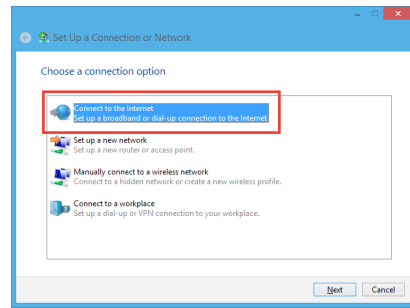 Set Up a Connection or Network
Choose a connection option
Connect to the Internet
Set up a broadband or dial-up connection to the Internet.
Set up a new network
Set up a new router or access point.
Manually connect to a wireless network
Connect to a hidden network or create a new wireless profile.
Connect to a workplace
Set up a dial-up or VPN connection to your workplace.
Next Cancel